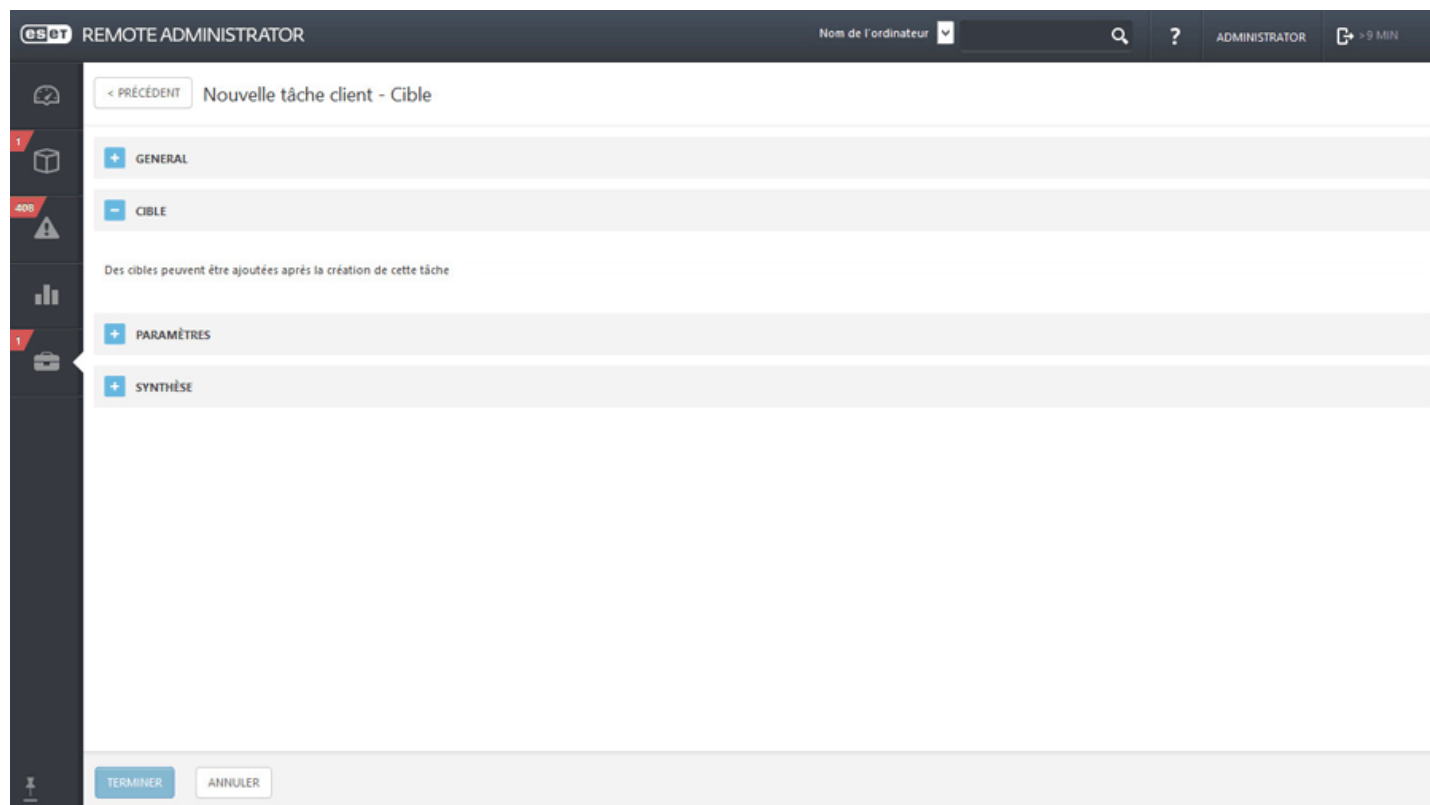 eset REMOTE ADMINISTRATOR
Nom de l'ordinateur
?
ADMINISTRATOR
>9 MIN
< PRÉCÉDENT
Nouvelle tâche client - Cible
1
+ GENERAL
408
− CIBLE
Des cibles peuvent être ajoutées après la création de cette tâche
1
+ PARAMÈTRES
+ SYNTHÈSE
TERMINER
ANNULER